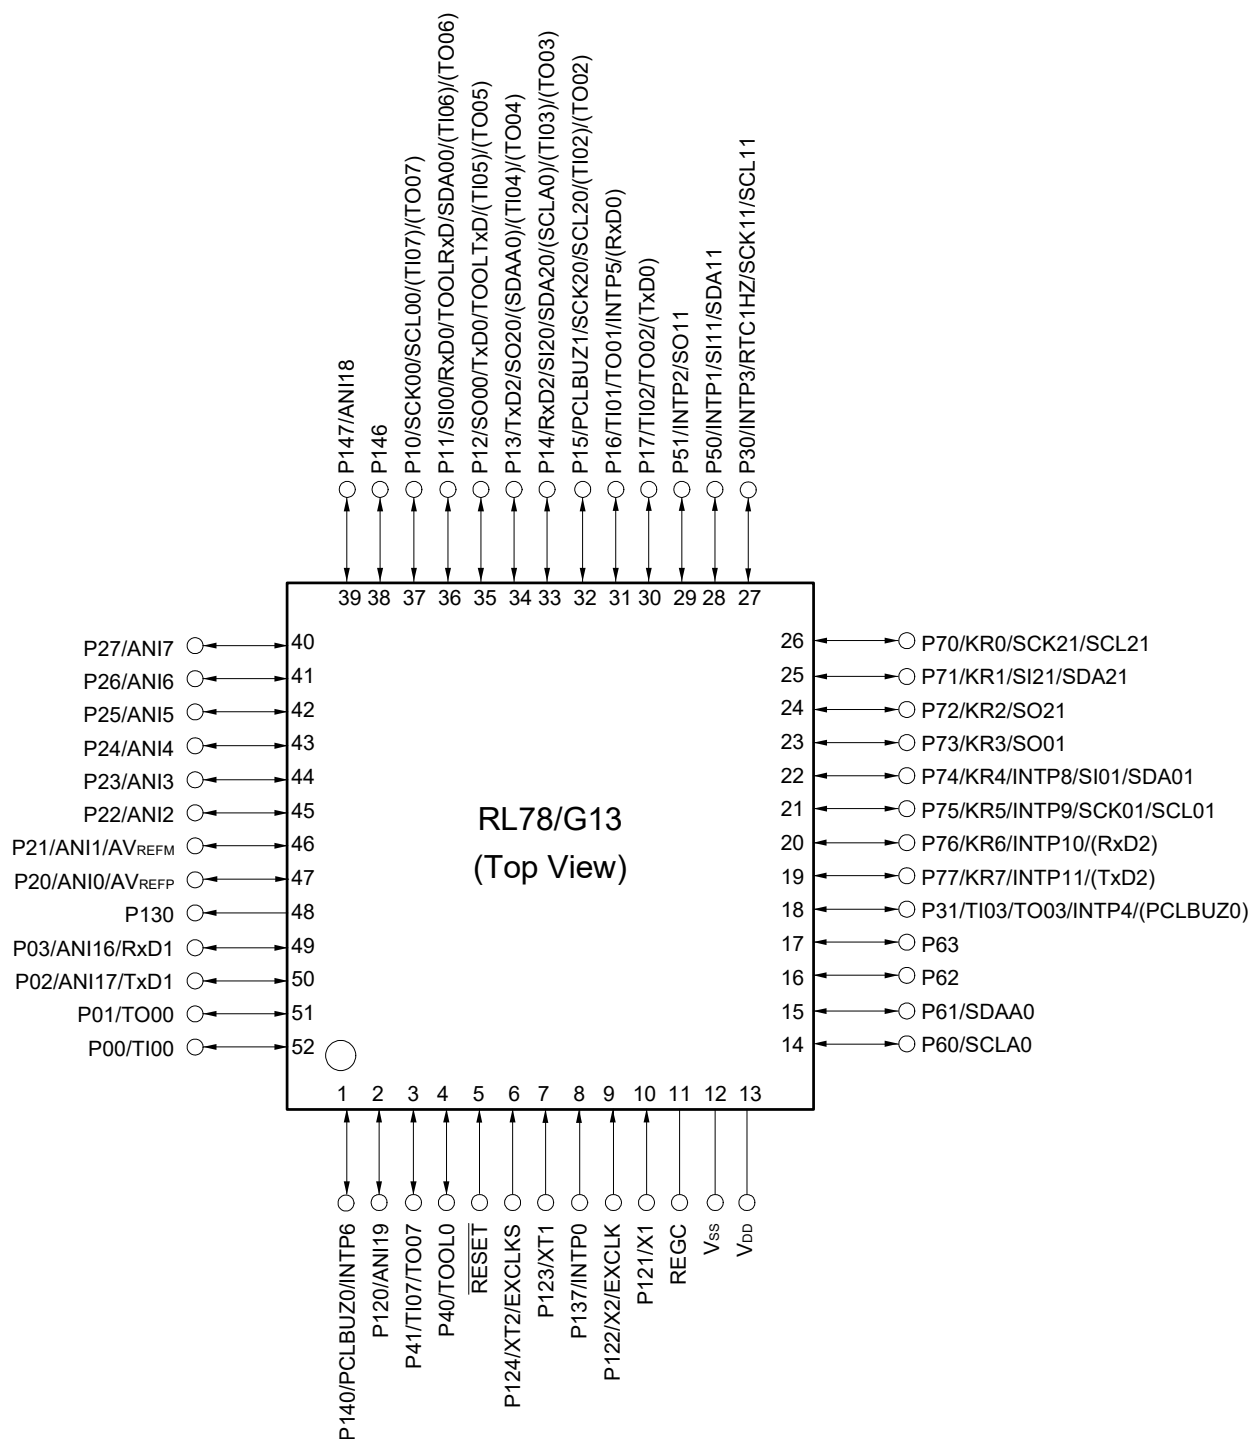 P147/ANI18
P146
P10/SCK00/SCL00/(TI07)/(TO07)
P11/SI00/RxD0/TOOLRxD/SDA00/(TI06)/(TO06)
P12/SO00/TxD0/TOOLTxD/(TI05)/(TO05)
P13/TxD2/SO20/(SDAA0)/(TI04)/(TO04)
P14/RxD2/SI20/SDA20/(SCLA0)/(TI03)/(TO03)
P15/PCLBUZ1/SCK20/SCL20/(TI02)/(TO02)
P16/TI01/TO01/INTP5/(RxD0)
P17/TI02/TO02/(TxD0)
P51/INTP2/SO11
P50/INTP1/SI11/SDA11
P30/INTP3/RTC1HZ/SCK11/SCL11
39 38 37 36 35 34 33 32 31 30 29 28 27
P27/ANI7 40
P26/ANI6 41
P25/ANI5 42
P24/ANI4 43
P23/ANI3 44
P22/ANI2 45
P21/ANI1/AVREFM 46
P20/ANI0/AVREFP 47
P130 48
P03/ANI16/RxD1 49
P02/ANI17/TxD1 50
P01/TO00 51
P00/TI00 52
RL78/G13
(Top View)
26 P70/KR0/SCK21/SCL21
25 P71/KR1/SI21/SDA21
24 P72/KR2/SO21
23 P73/KR3/SO01
22 P74/KR4/INTP8/SI01/SDA01
21 P75/KR5/INTP9/SCK01/SCL01
20 P76/KR6/INTP10/(RxD2)
19 P77/KR7/INTP11/(TxD2)
18 P31/TI03/TO03/INTP4/(PCLBUZ0)
17 P63
16 P62
15 P61/SDAA0
14 P60/SCLA0
1 2 3 4 5 6 7 8 9 10 11 12 13
P140/PCLBUZ0/INTP6
P120/ANI19
P41/TI07/TO07
P40/TOOL0
RESET
P124/XT2/EXCLKS
P123/XT1
P137/INTP0
P122/X2/EXCLK
P121/X1
REGC
VSS
VDD